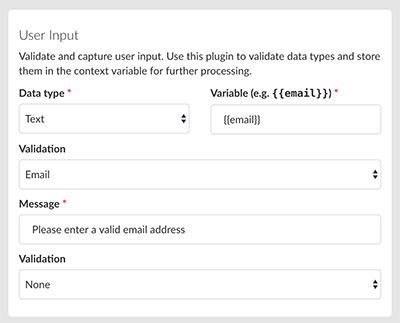 User Input
Validate and capture user input. Use this plugin to validate data types and store
them in the context variable for further processing.
Data type * Variable (e.g. {{email}}) *
Text {{email}}
Validation
Email
Message *
Please enter a valid email address
Validation
None